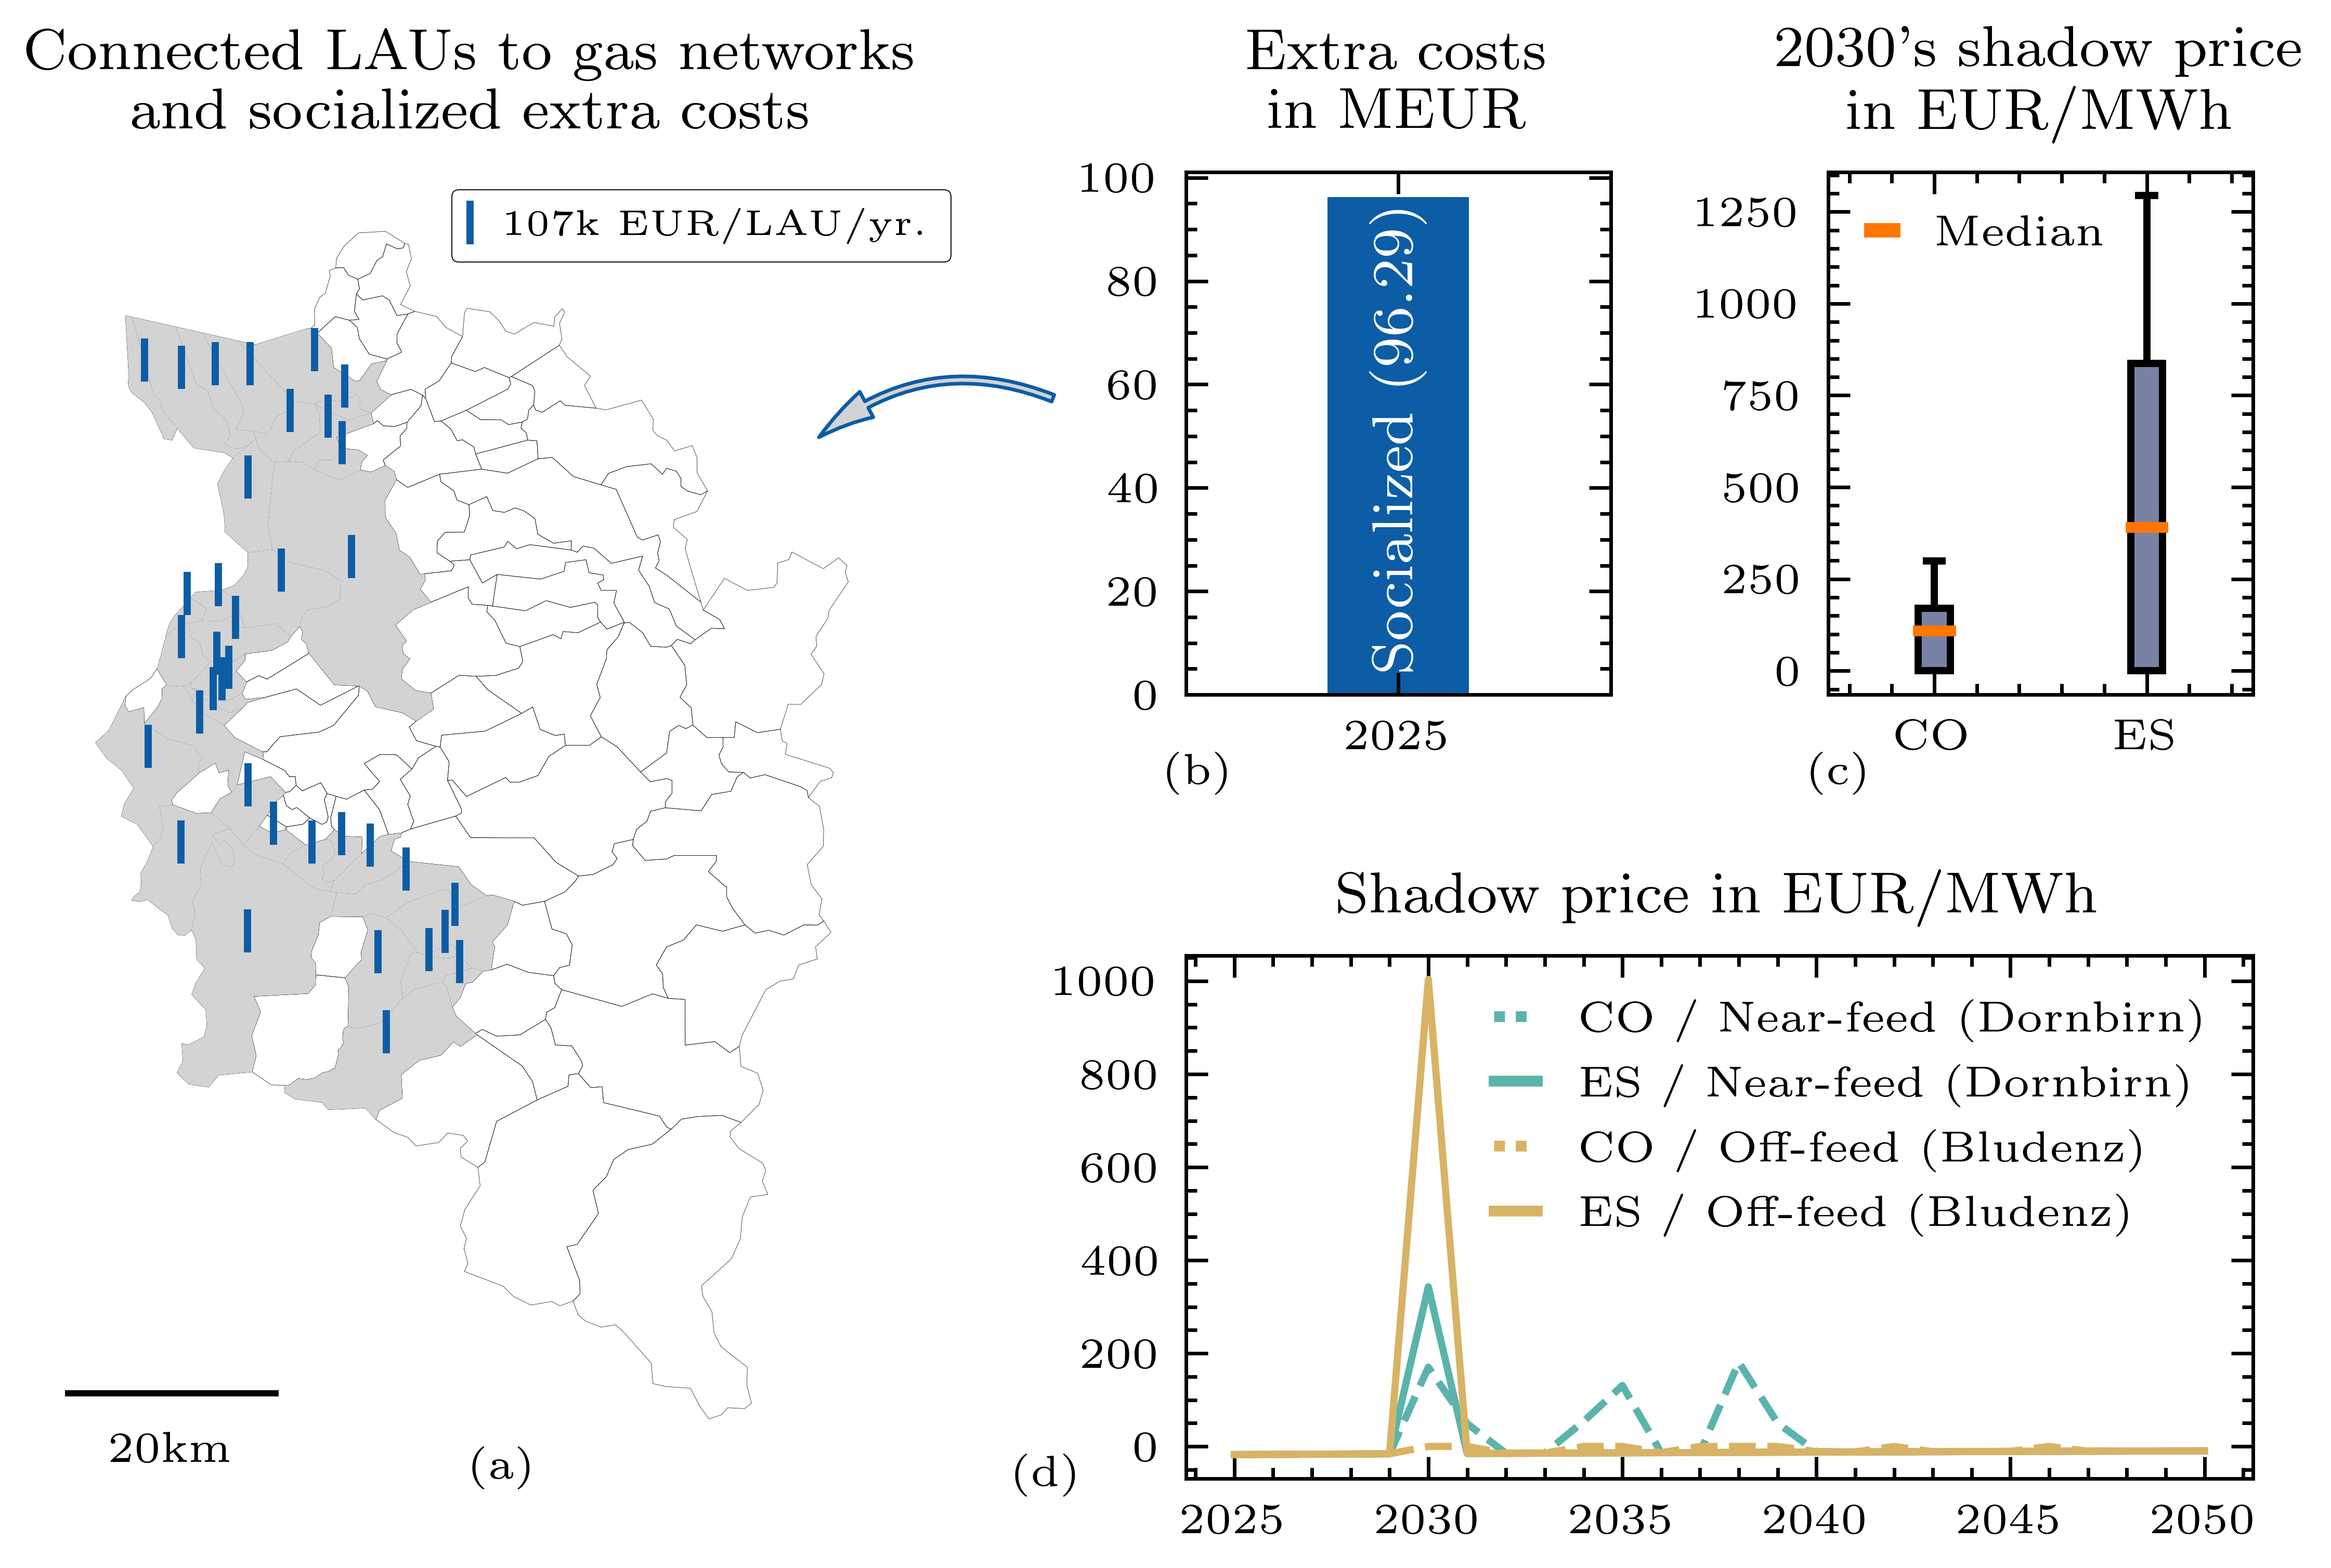 Connected LAUs to gas networks
and socialized extra costs
107k EUR/LAU/yr.
20km
(a)
Extra costs
in MEUR
100
80
60
40
20
0
Socialized (96.29)
2025
(b)
2030's shadow price
in EUR/MWh
1250
1000
750
500
250
0
Median
CO
ES
(c)
Shadow price in EUR/MWh
1000
800
600
400
200
0
CO / Near-feed (Dornbirn)
ES / Near-feed (Dornbirn)
CO / Off-feed (Bludenz)
ES / Off-feed (Bludenz)
(d)
2025
2030
2035
2040
2045
2050